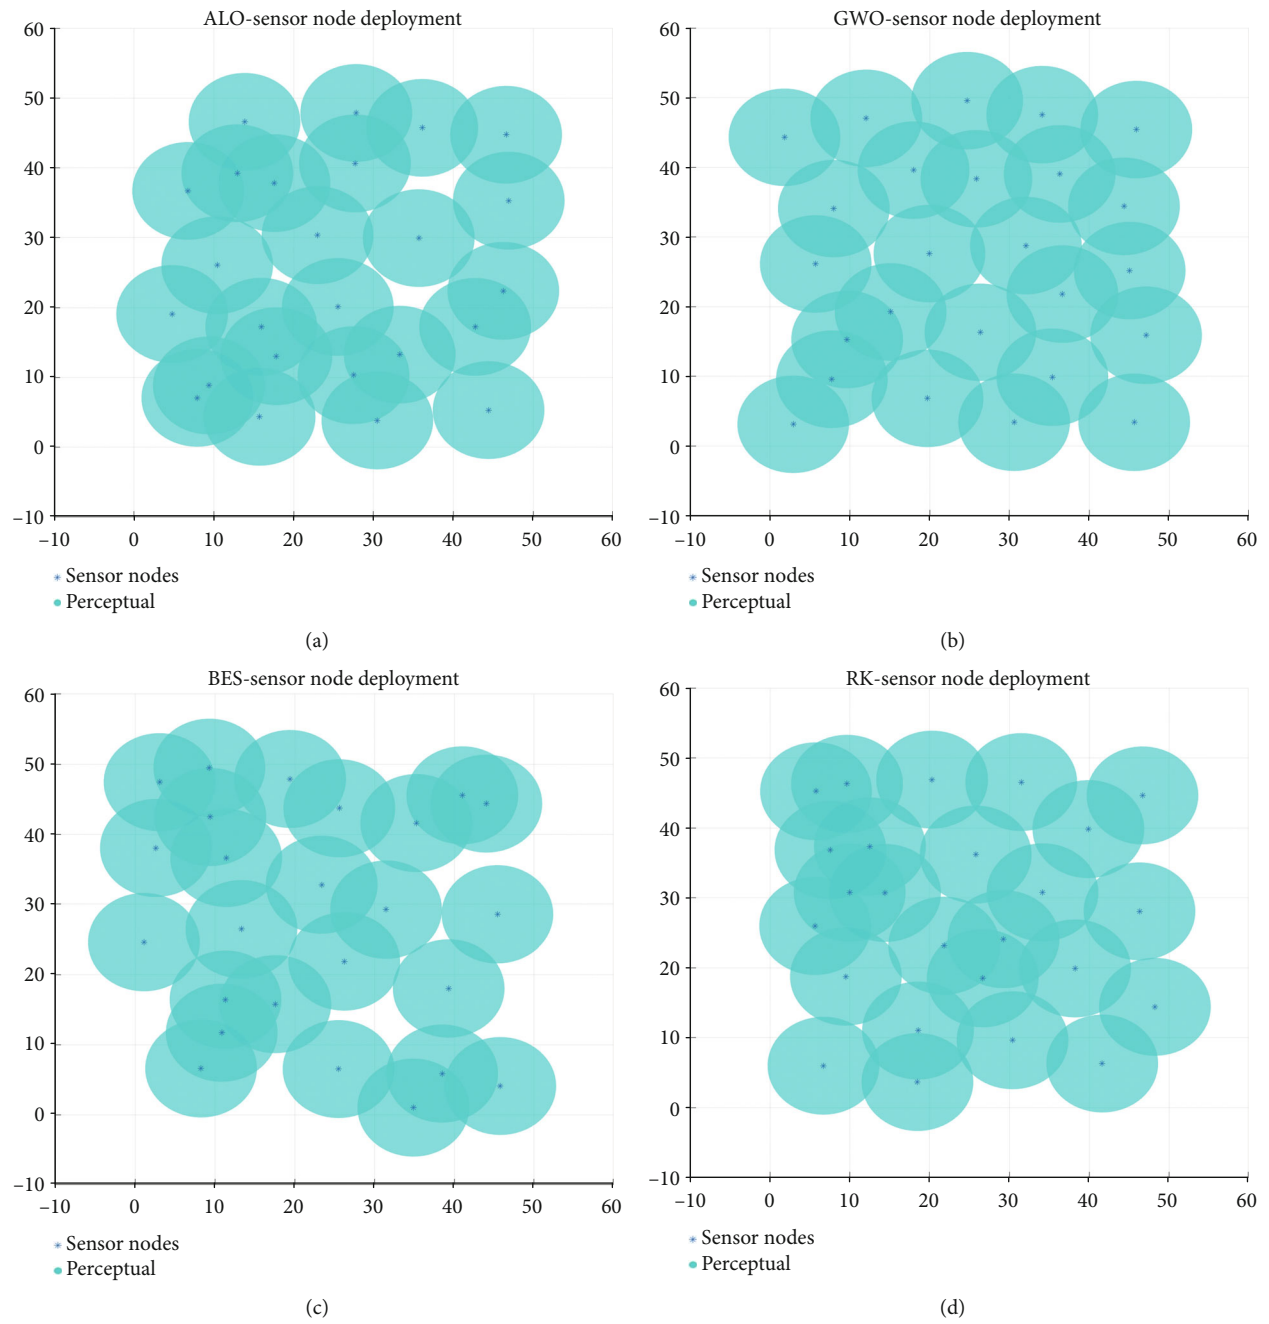 ALO-sensor node deployment
60
50
40
30
20
10
0
–10
–10 0 10 20 30 40 50 60
* Sensor nodes
Perceptual
(a)
GWO-sensor node deployment
60
50
40
30
20
10
0
–10
–10 0 10 20 30 40 50 60
* Sensor nodes
Perceptual
(b)
BES-sensor node deployment
60
50
40
30
20
10
0
–10
–10 0 10 20 30 40 50 60
* Sensor nodes
Perceptual
(c)
RK-sensor node deployment
60
50
40
30
20
10
0
–10
–10 0 10 20 30 40 50 60
* Sensor nodes
Perceptual
(d)